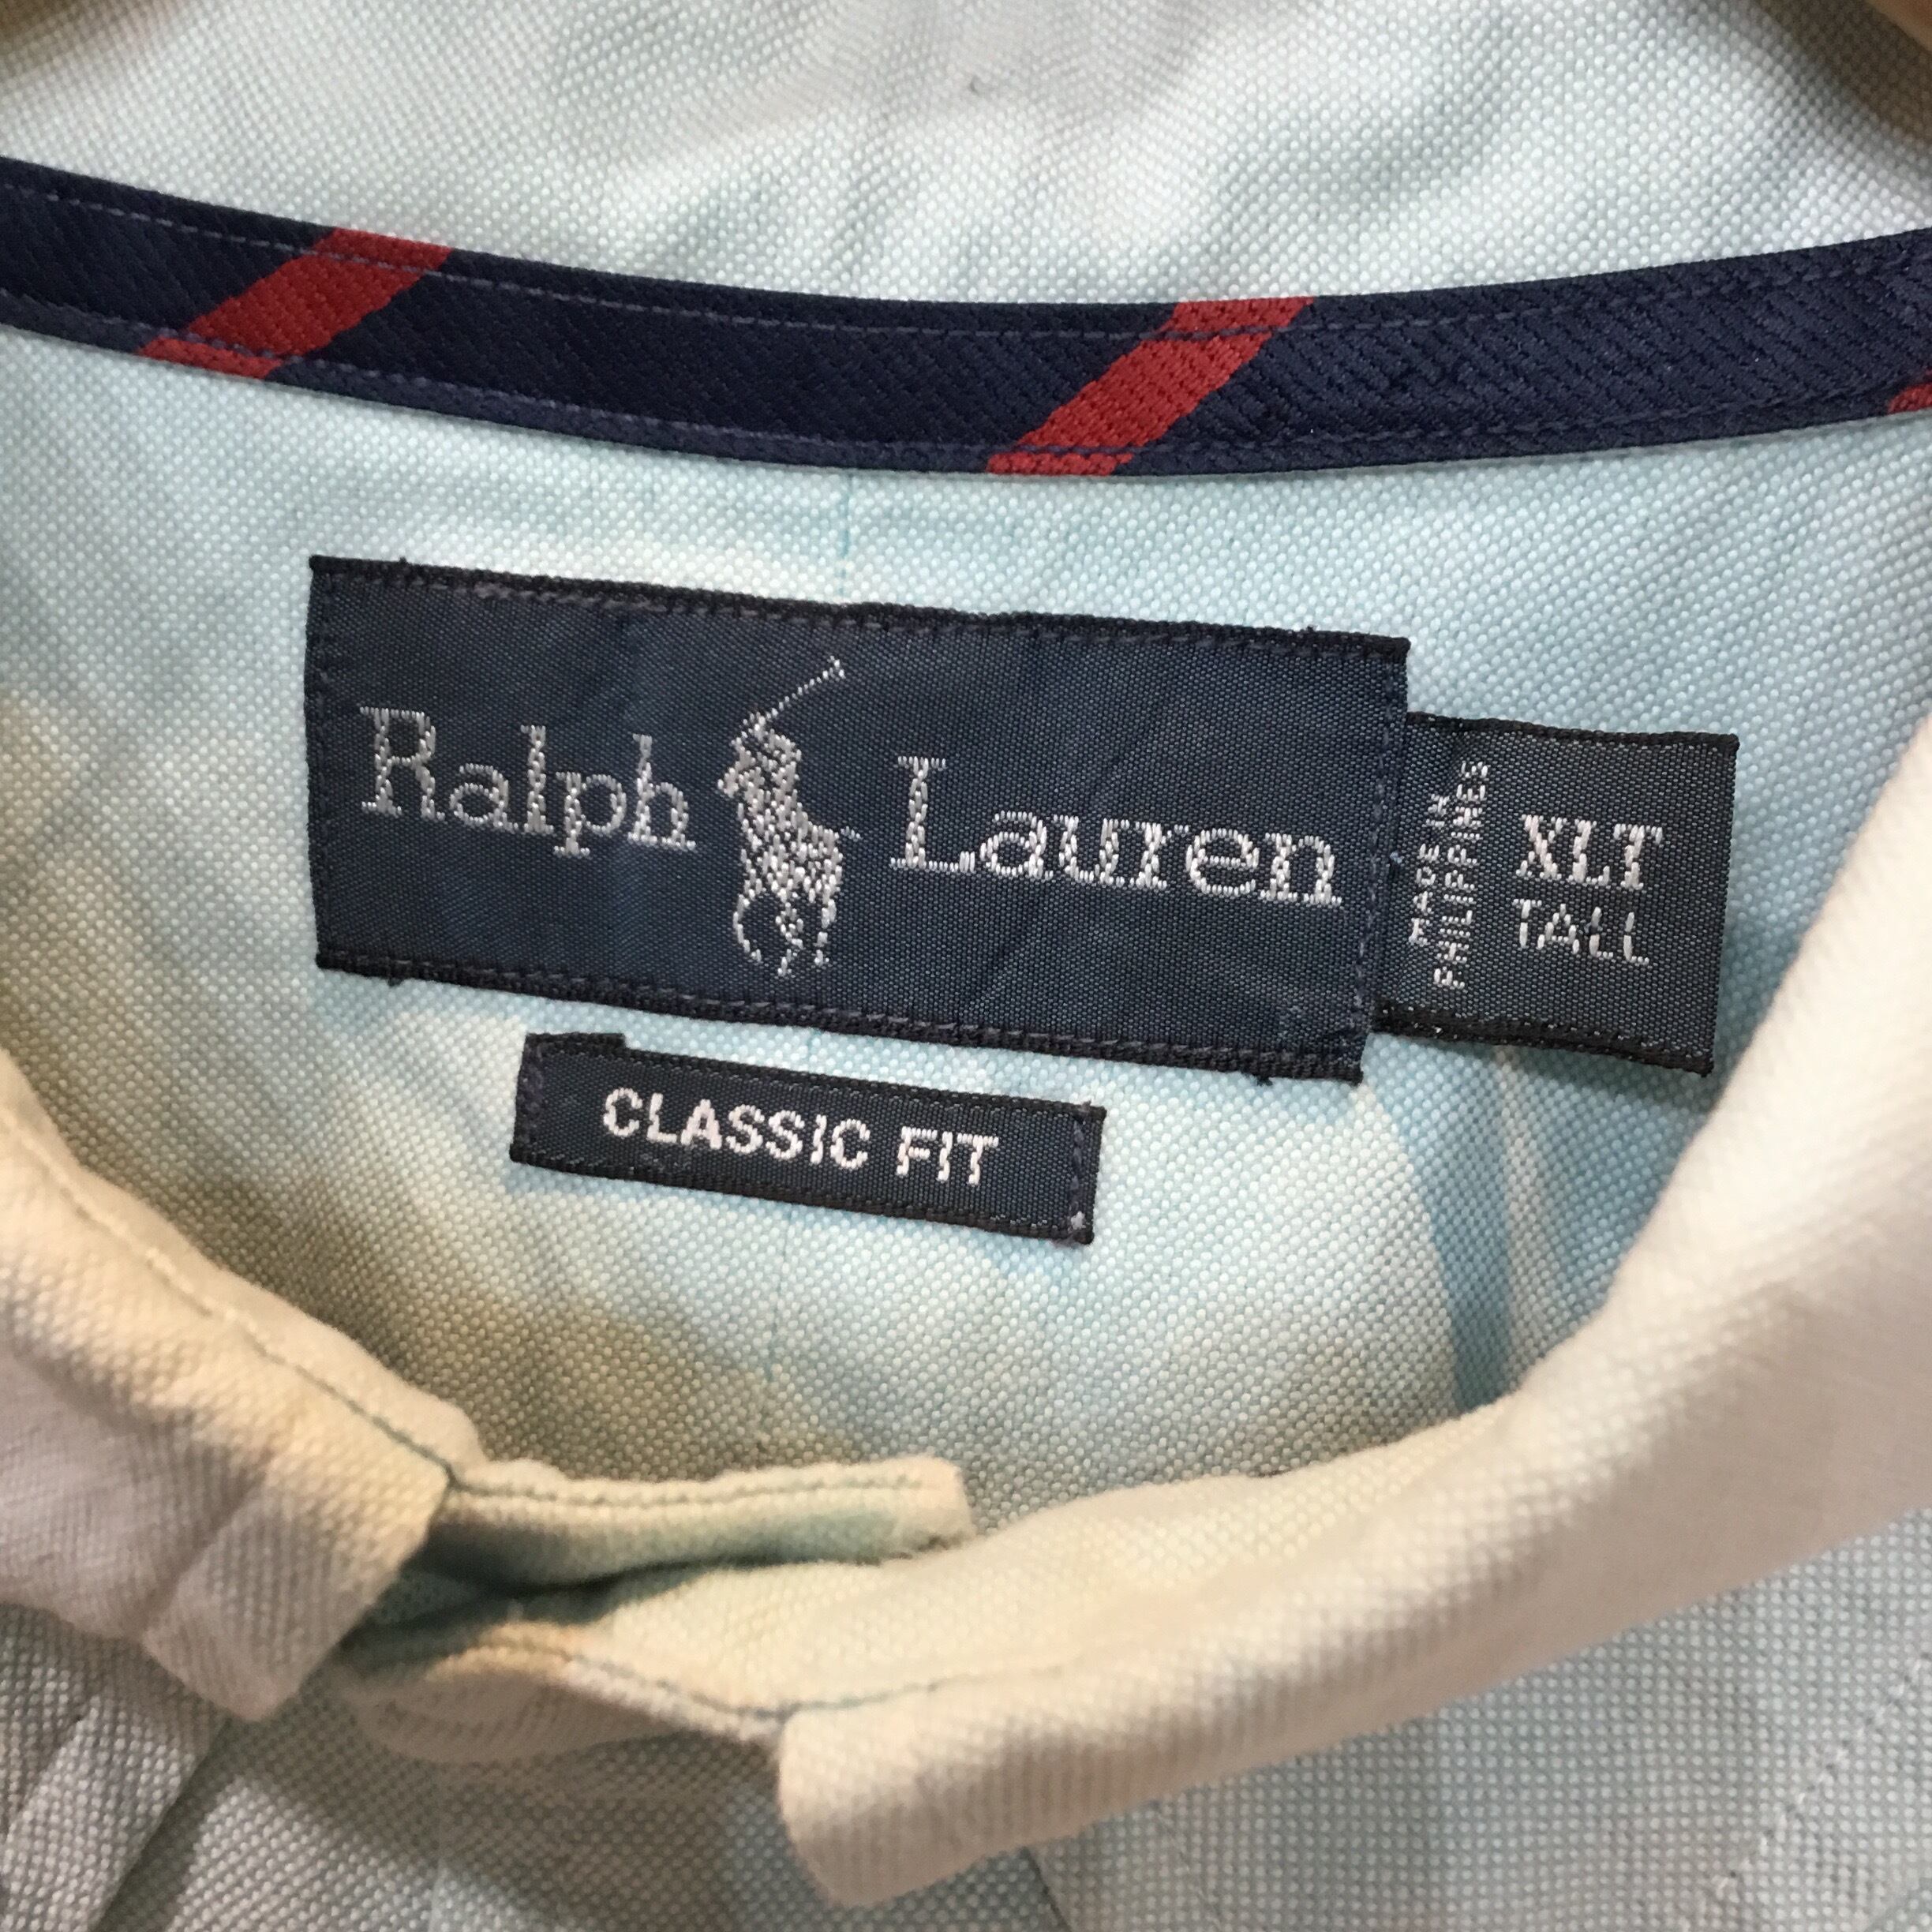 Ralph Lauren
MADE IN
PHILIPPINES
XLT
TALL
CLASSIC FIT